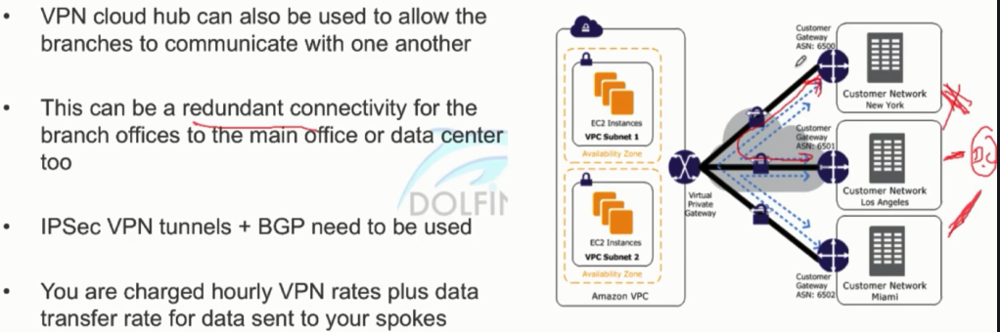 • VPN cloud hub can also be used to allow the
branches to communicate with one another
• This can be a redundant connectivity for the
branch offices to the main office or data center
too
• IPSec VPN tunnels + BGP need to be used
• You are charged hourly VPN rates plus data
transfer rate for data sent to your spokes
DOLFIN
EC2 Instances
VPC Subnet 1
Availability Zone
EC2 Instances
VPC Subnet 2
Availability Zone
Amazon VPC
Virtual
Private
Gateway
Customer
Gateway
ASN: 6500
Customer Network
New York
Customer
Gateway
ASN: 6501
Customer Network
Los Angeles
Customer
Gateway
ASN: 6502
Customer Network
Miami